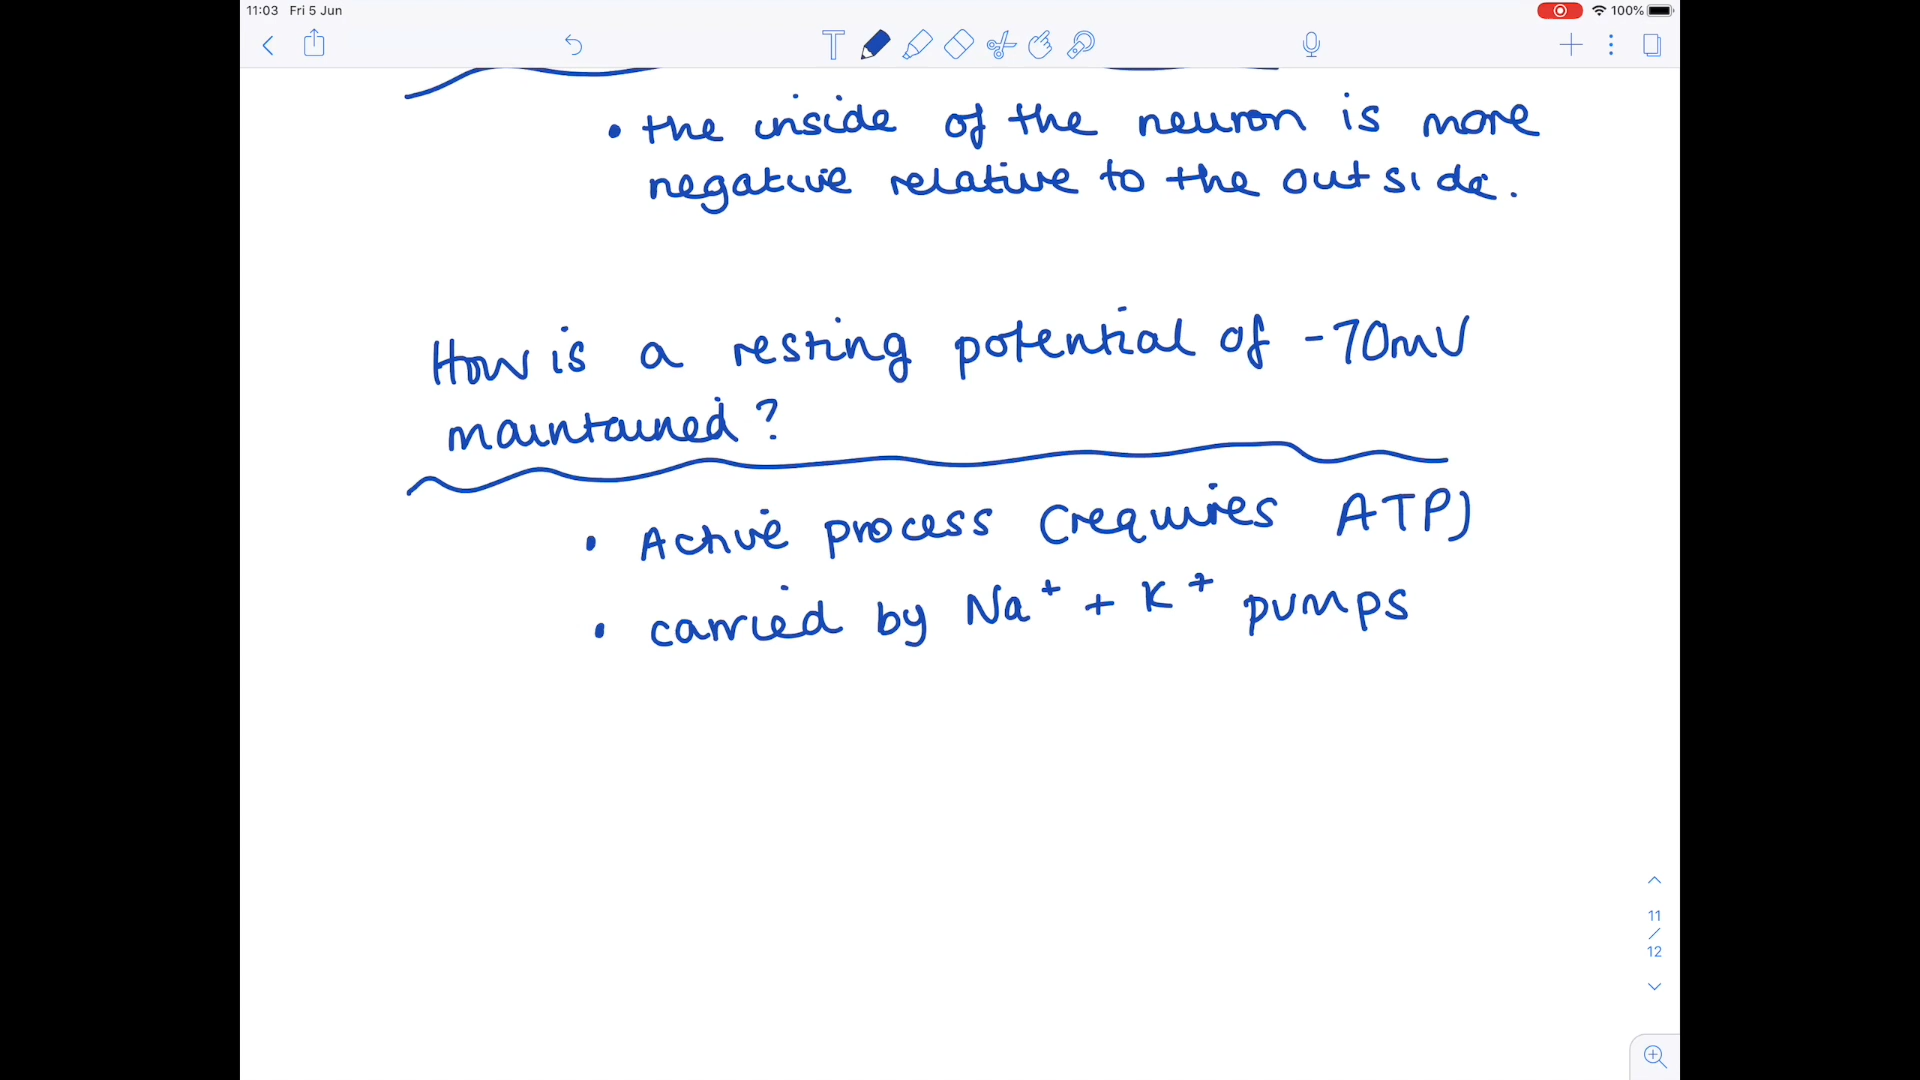 11:03 Fri 5 Jun
100%
T
• the inside of the neuron is more
negative relative to the outside.
How is a resting potential of -70mV
maintained?
• Active process (requires ATP)
• carried by Na⁺ + K⁺ pumps
11
/
12